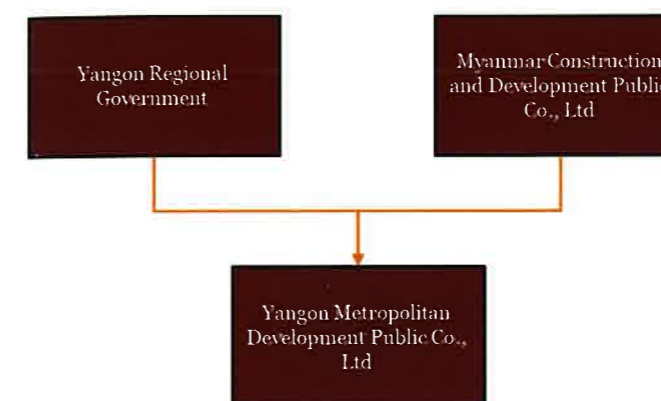 Yangon Regional
Government
Myanmar Construction
and Development Public
Co., Ltd
Yangon Metropolitan
Development Public Co.,
Ltd